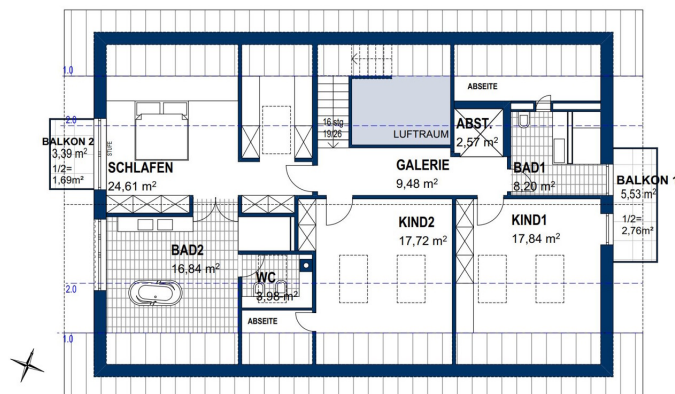 1.0
ABSEITE
2.0
BALKON 2
3,39 m²
1/2=
1,69m²
STUFE
SCHLAFEN
24,61 m²
16 stg
19/26
LUFTRAUM
ABST.
2,57 m²
GALERIE
9,48 m²
BAD1
8,20 m²
BALKON 1
5,53 m²
1/2=
2,76m²
KIND2
17,72 m²
KIND1
17,84 m²
BAD2
16,84 m²
WC
3,98 m²
2.0
ABSEITE
1.0